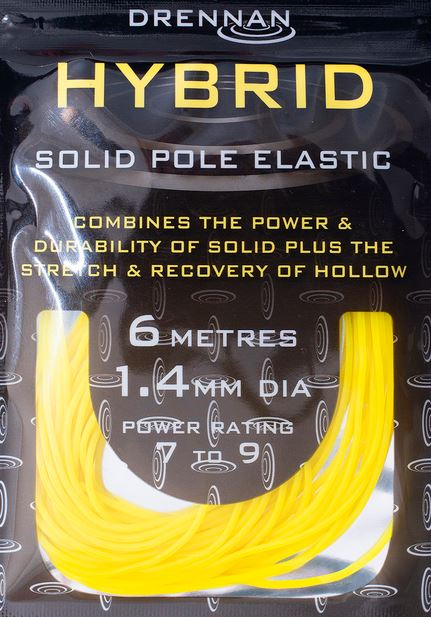 DRENNAN
HYBRID
SOLID POLE ELASTIC
COMBINES THE POWER &
DURABILITY OF SOLID PLUS THE
STRETCH & RECOVERY OF HOLLOW
6 METRES
1.4MM DIA
POWER RATING
7 TO 9